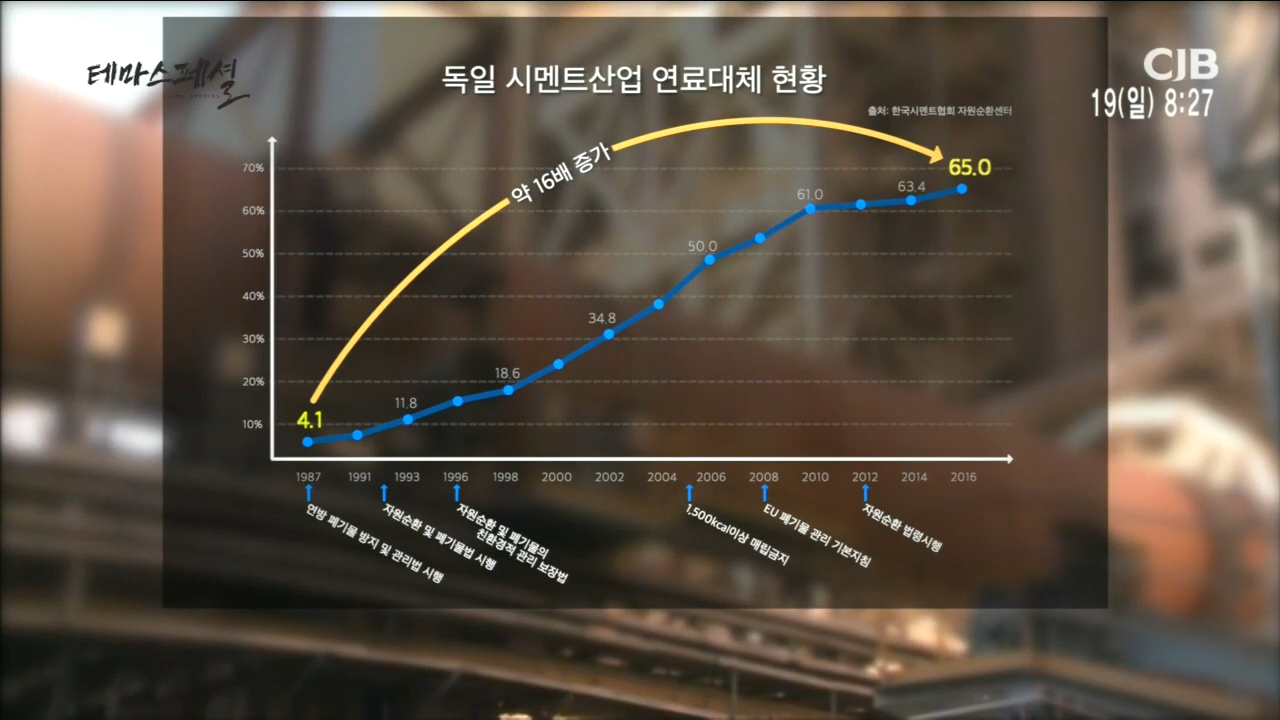 테마스페셜
CJB
19(일) 8:27
독일 시멘트산업 연료대체 현황
출처: 한국시멘트협회 자원순환센터
약 16배 증가
70%
60%
50%
40%
30%
20%
10%
4.1
11.8
18.6
34.8
50.0
61.0
63.4
65.0
1987 1991 1993 1996 1998 2000 2002 2004 2006 2008 2010 2012 2014 2016
연방 폐기물 방지 및 관리법 시행
자원순환 및 폐기물법 시행
자원순환 및 폐기물의
친환경적 관리 보장법
1,500kcal이상 매립금지
EU 폐기물 관리 기본지침
자원순환 법령시행